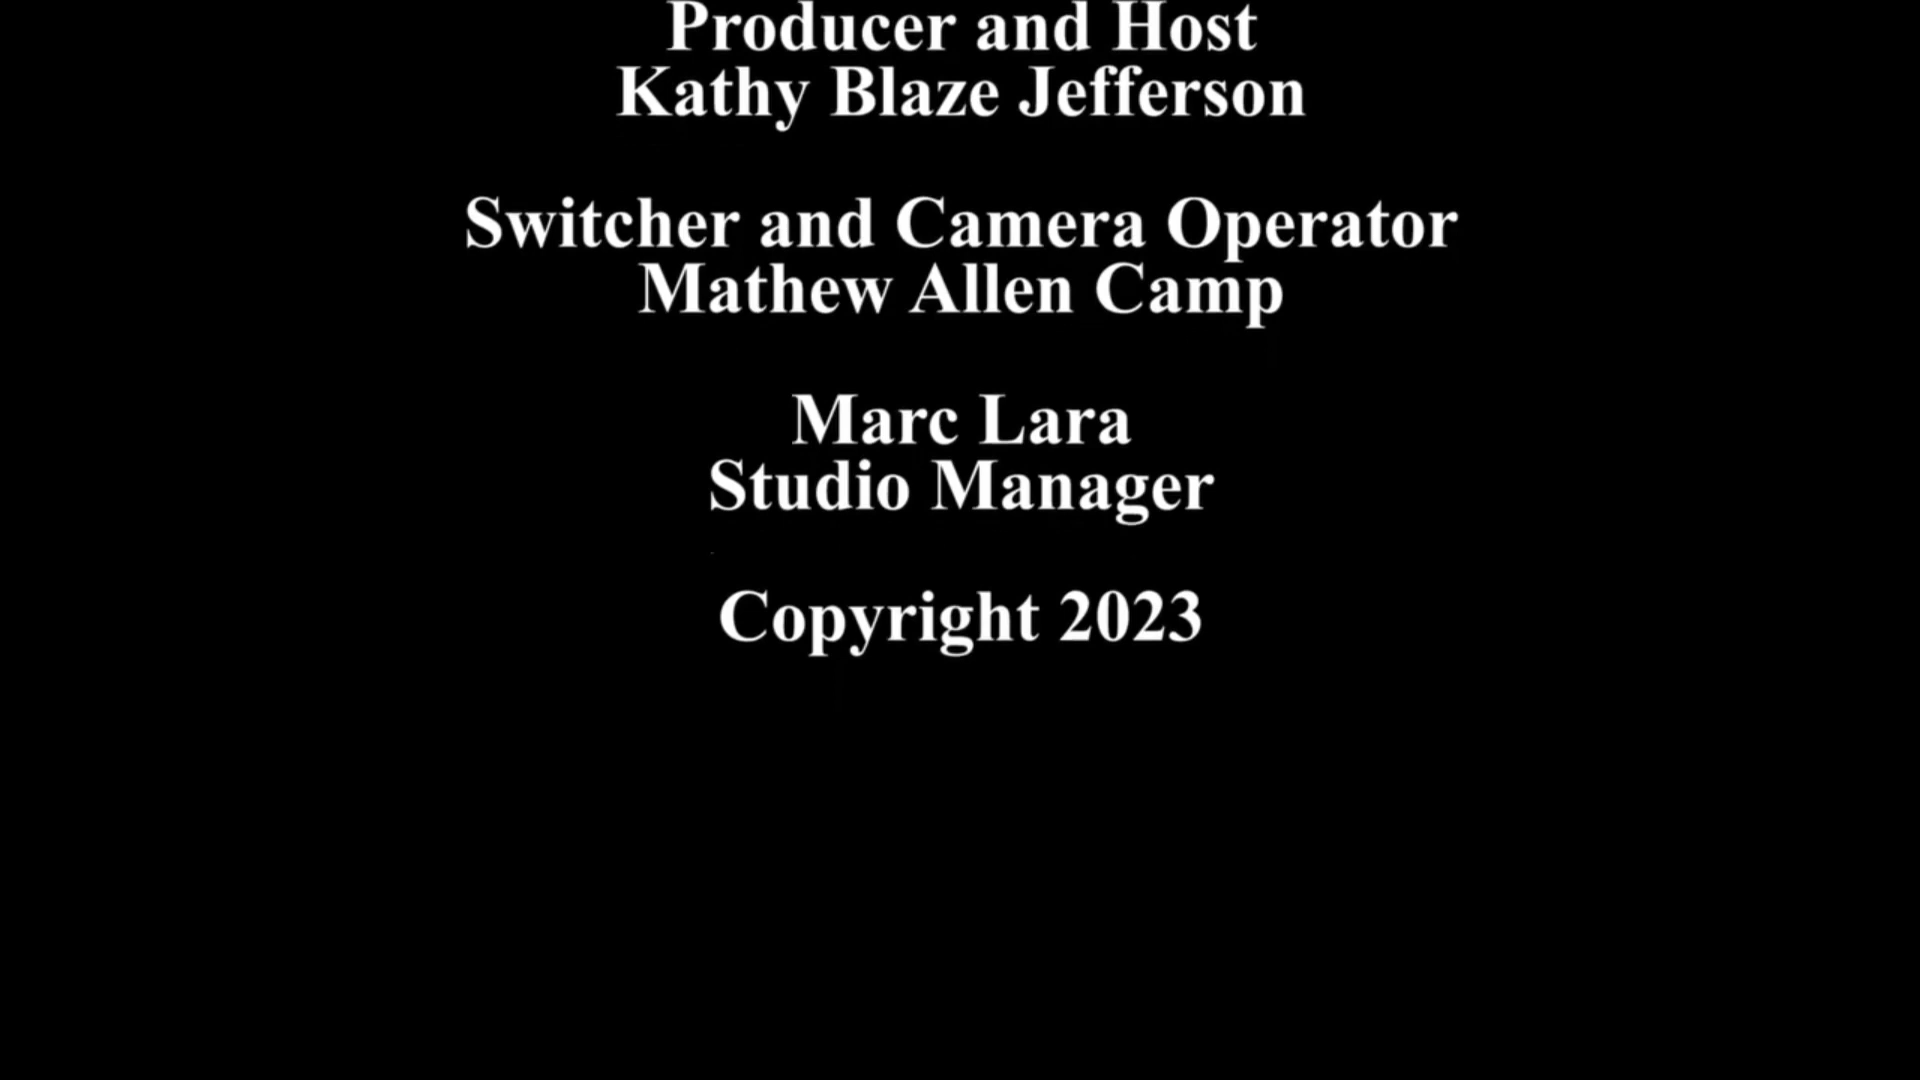 Producer and Host
Kathy Blaze Jefferson
Switcher and Camera Operator
Mathew Allen Camp
Marc Lara
Studio Manager
Copyright 2023